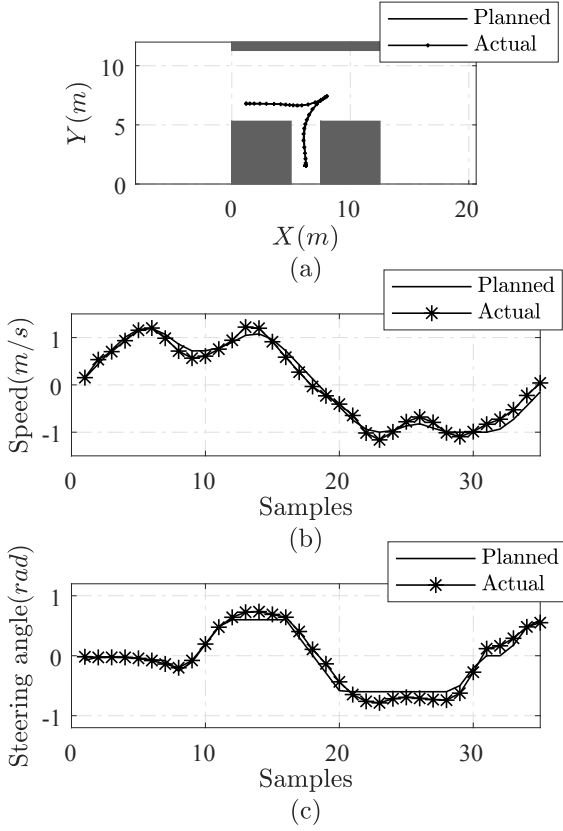 Planned
Actual
10
5
0
Y(m)
0
10
20
X(m)
(a)
Planned
Actual
1
0
-1
Speed(m/s)
0
10
20
30
Samples
(b)
Planned
Actual
1
0
-1
Steering angle(rad)
0
10
20
30
Samples
(c)